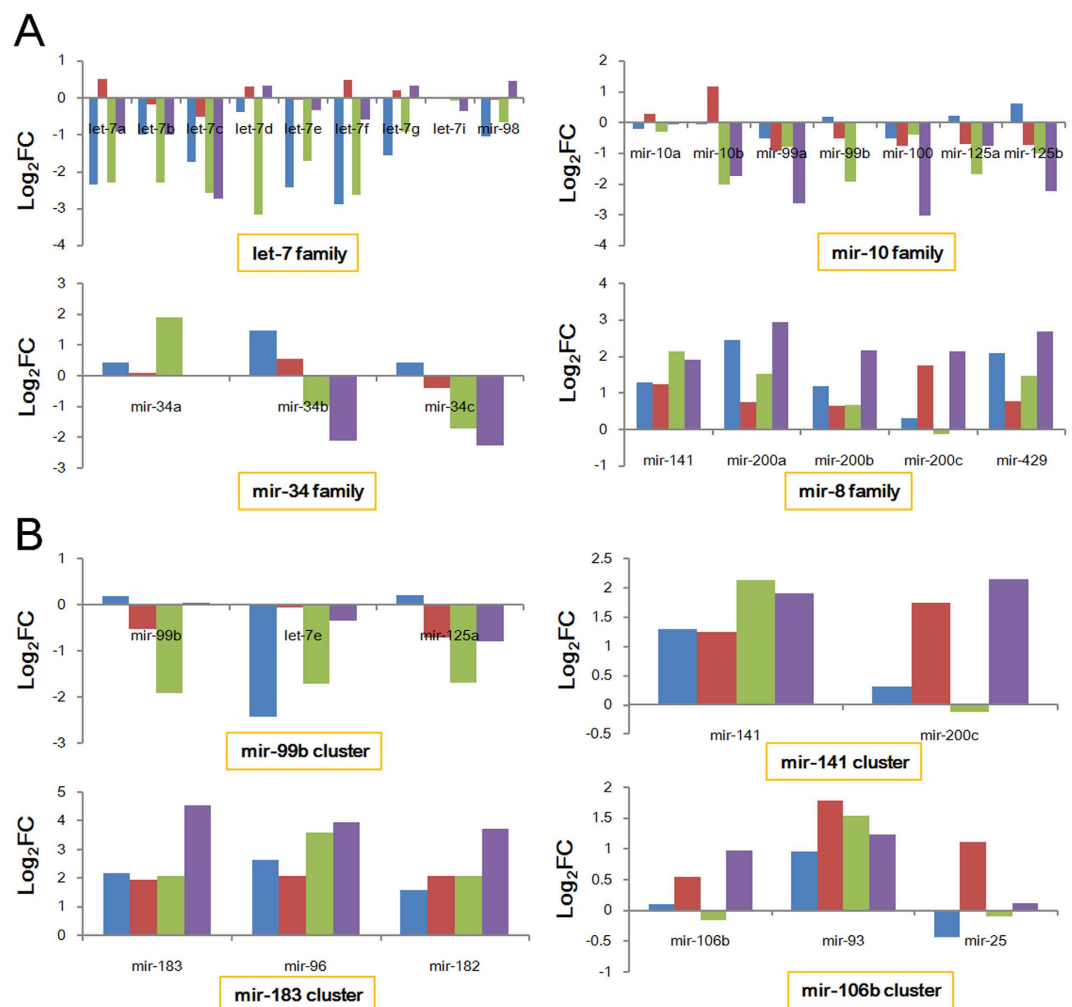 A
Log2FC
1
0
-1
-2
-3
-4
let-7a let-7b let-7c let-7d let-7e let-7f let-7g let-7i mir-98
let-7 family
Log2FC
2
1
0
-1
-2
-3
-4
mir-10a mir-10b mir-99a mir-99b mir-100 mir-125a mir-125b
mir-10 family
Log2FC
3
2
1
0
-1
-2
-3
mir-34a mir-34b mir-34c
mir-34 family
Log2FC
4
3
2
1
0
-1
mir-141 mir-200a mir-200b mir-200c mir-429
mir-8 family
B
Log2FC
1
0
-1
-2
-3
mir-99b let-7e mir-125a
mir-99b cluster
Log2FC
2.5
2
1.5
1
0.5
0
-0.5
mir-141 mir-200c
mir-141 cluster
Log2FC
5
4
3
2
1
0
mir-183 mir-96 mir-182
mir-183 cluster
Log2FC
2
1.5
1
0.5
0
-0.5
-1
mir-106b mir-93 mir-25
mir-106b cluster